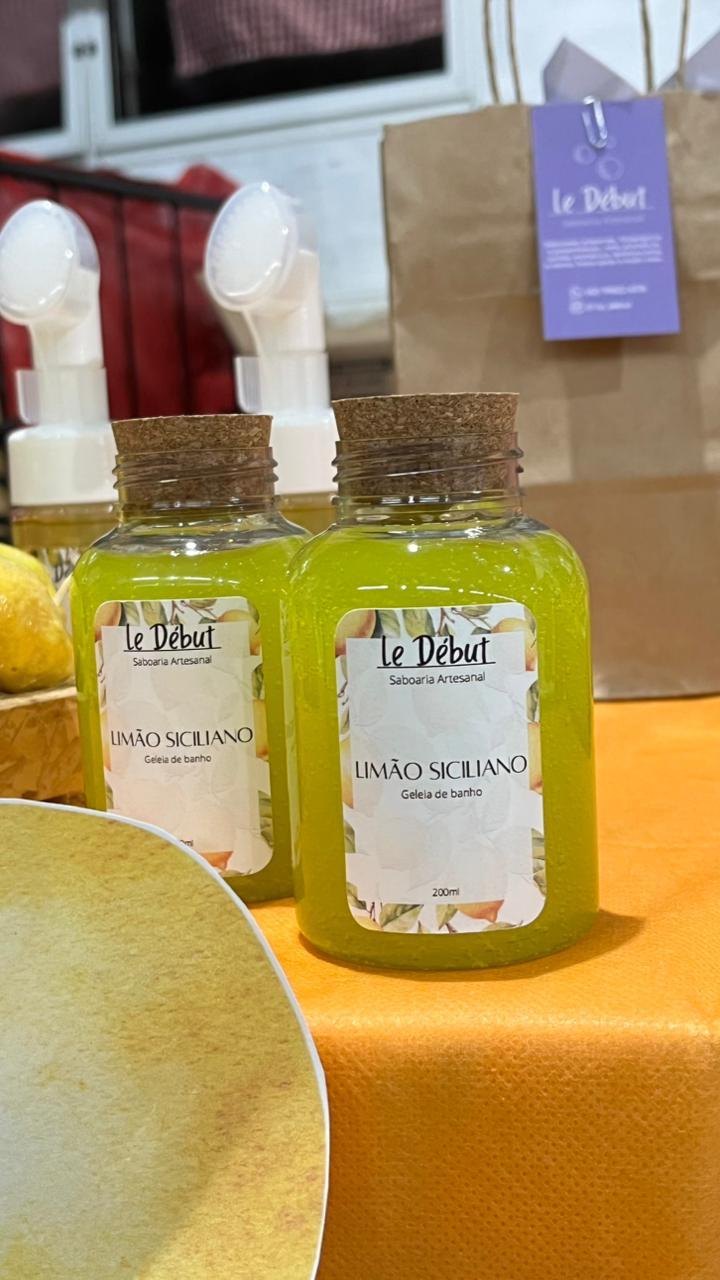 Le Début
Le Début
Saboaria Artesanal
LIMÃO SICILIANO
Geleia de banho
Le Début
Saboaria Artesanal
LIMÃO SICILIANO
Geleia de banho
200ml